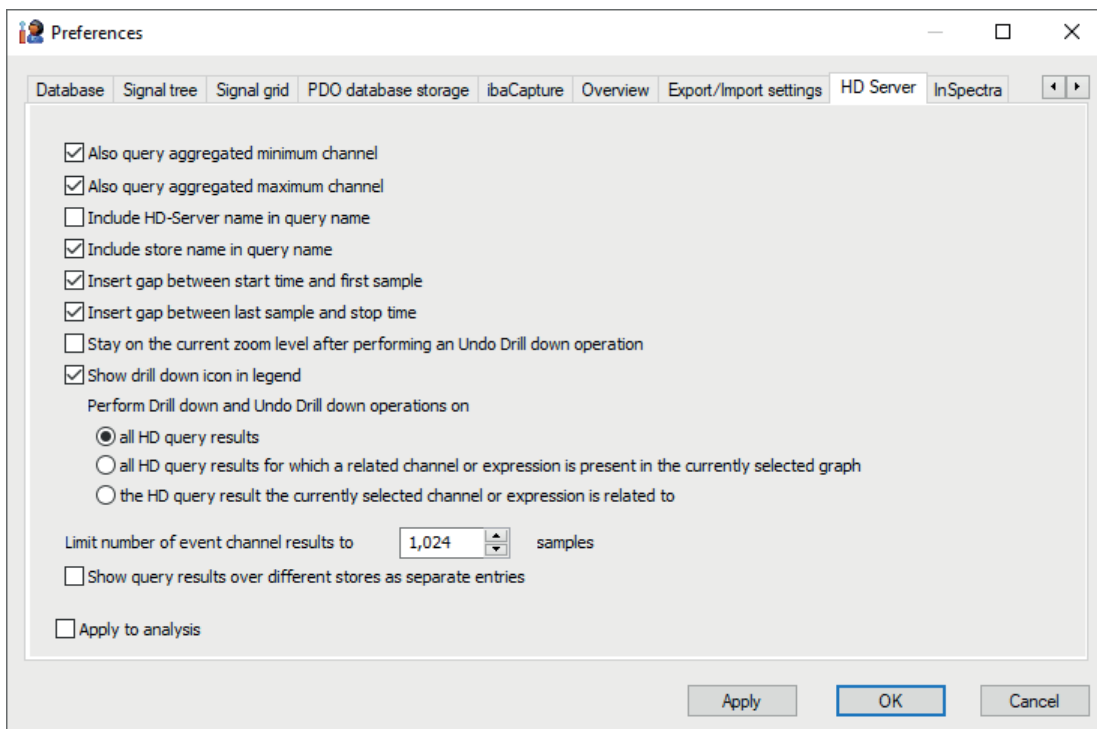 Preferences
Database Signal tree Signal grid PDO database storage ibaCapture Overview Export/Import settings HD Server InSpectra
Also query aggregated minimum channel
Also query aggregated maximum channel
Include HD-Server name in query name
Include store name in query name
Insert gap between start time and first sample
Insert gap between last sample and stop time
Stay on the current zoom level after performing an Undo Drill down operation
Show drill down icon in legend
Perform Drill down and Undo Drill down operations on
all HD query results
all HD query results for which a related channel or expression is present in the currently selected graph
the HD query result the currently selected channel or expression is related to
Limit number of event channel results to 1,024 samples
Show query results over different stores as separate entries
Apply to analysis
Apply OK Cancel